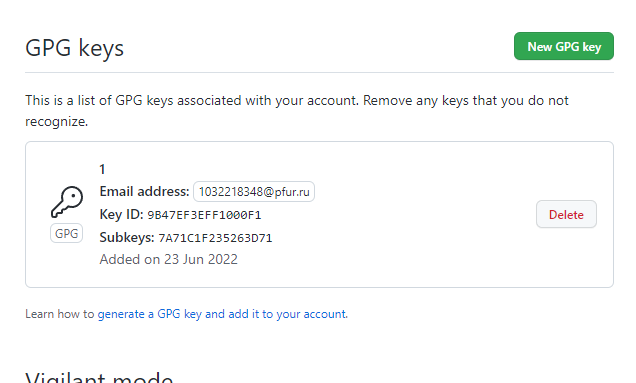 GPG keys
New GPG key
This is a list of GPG keys associated with your account. Remove any keys that you do not
recognize.
1
Email address: 1032218348@pfur.ru
Key ID: 9B47EF3EFF1000F1
GPG
Subkeys: 7A71C1F235263D71
Delete
Added on 23 Jun 2022
Learn how to generate a GPG key and add it to your account.
Vigilant mode